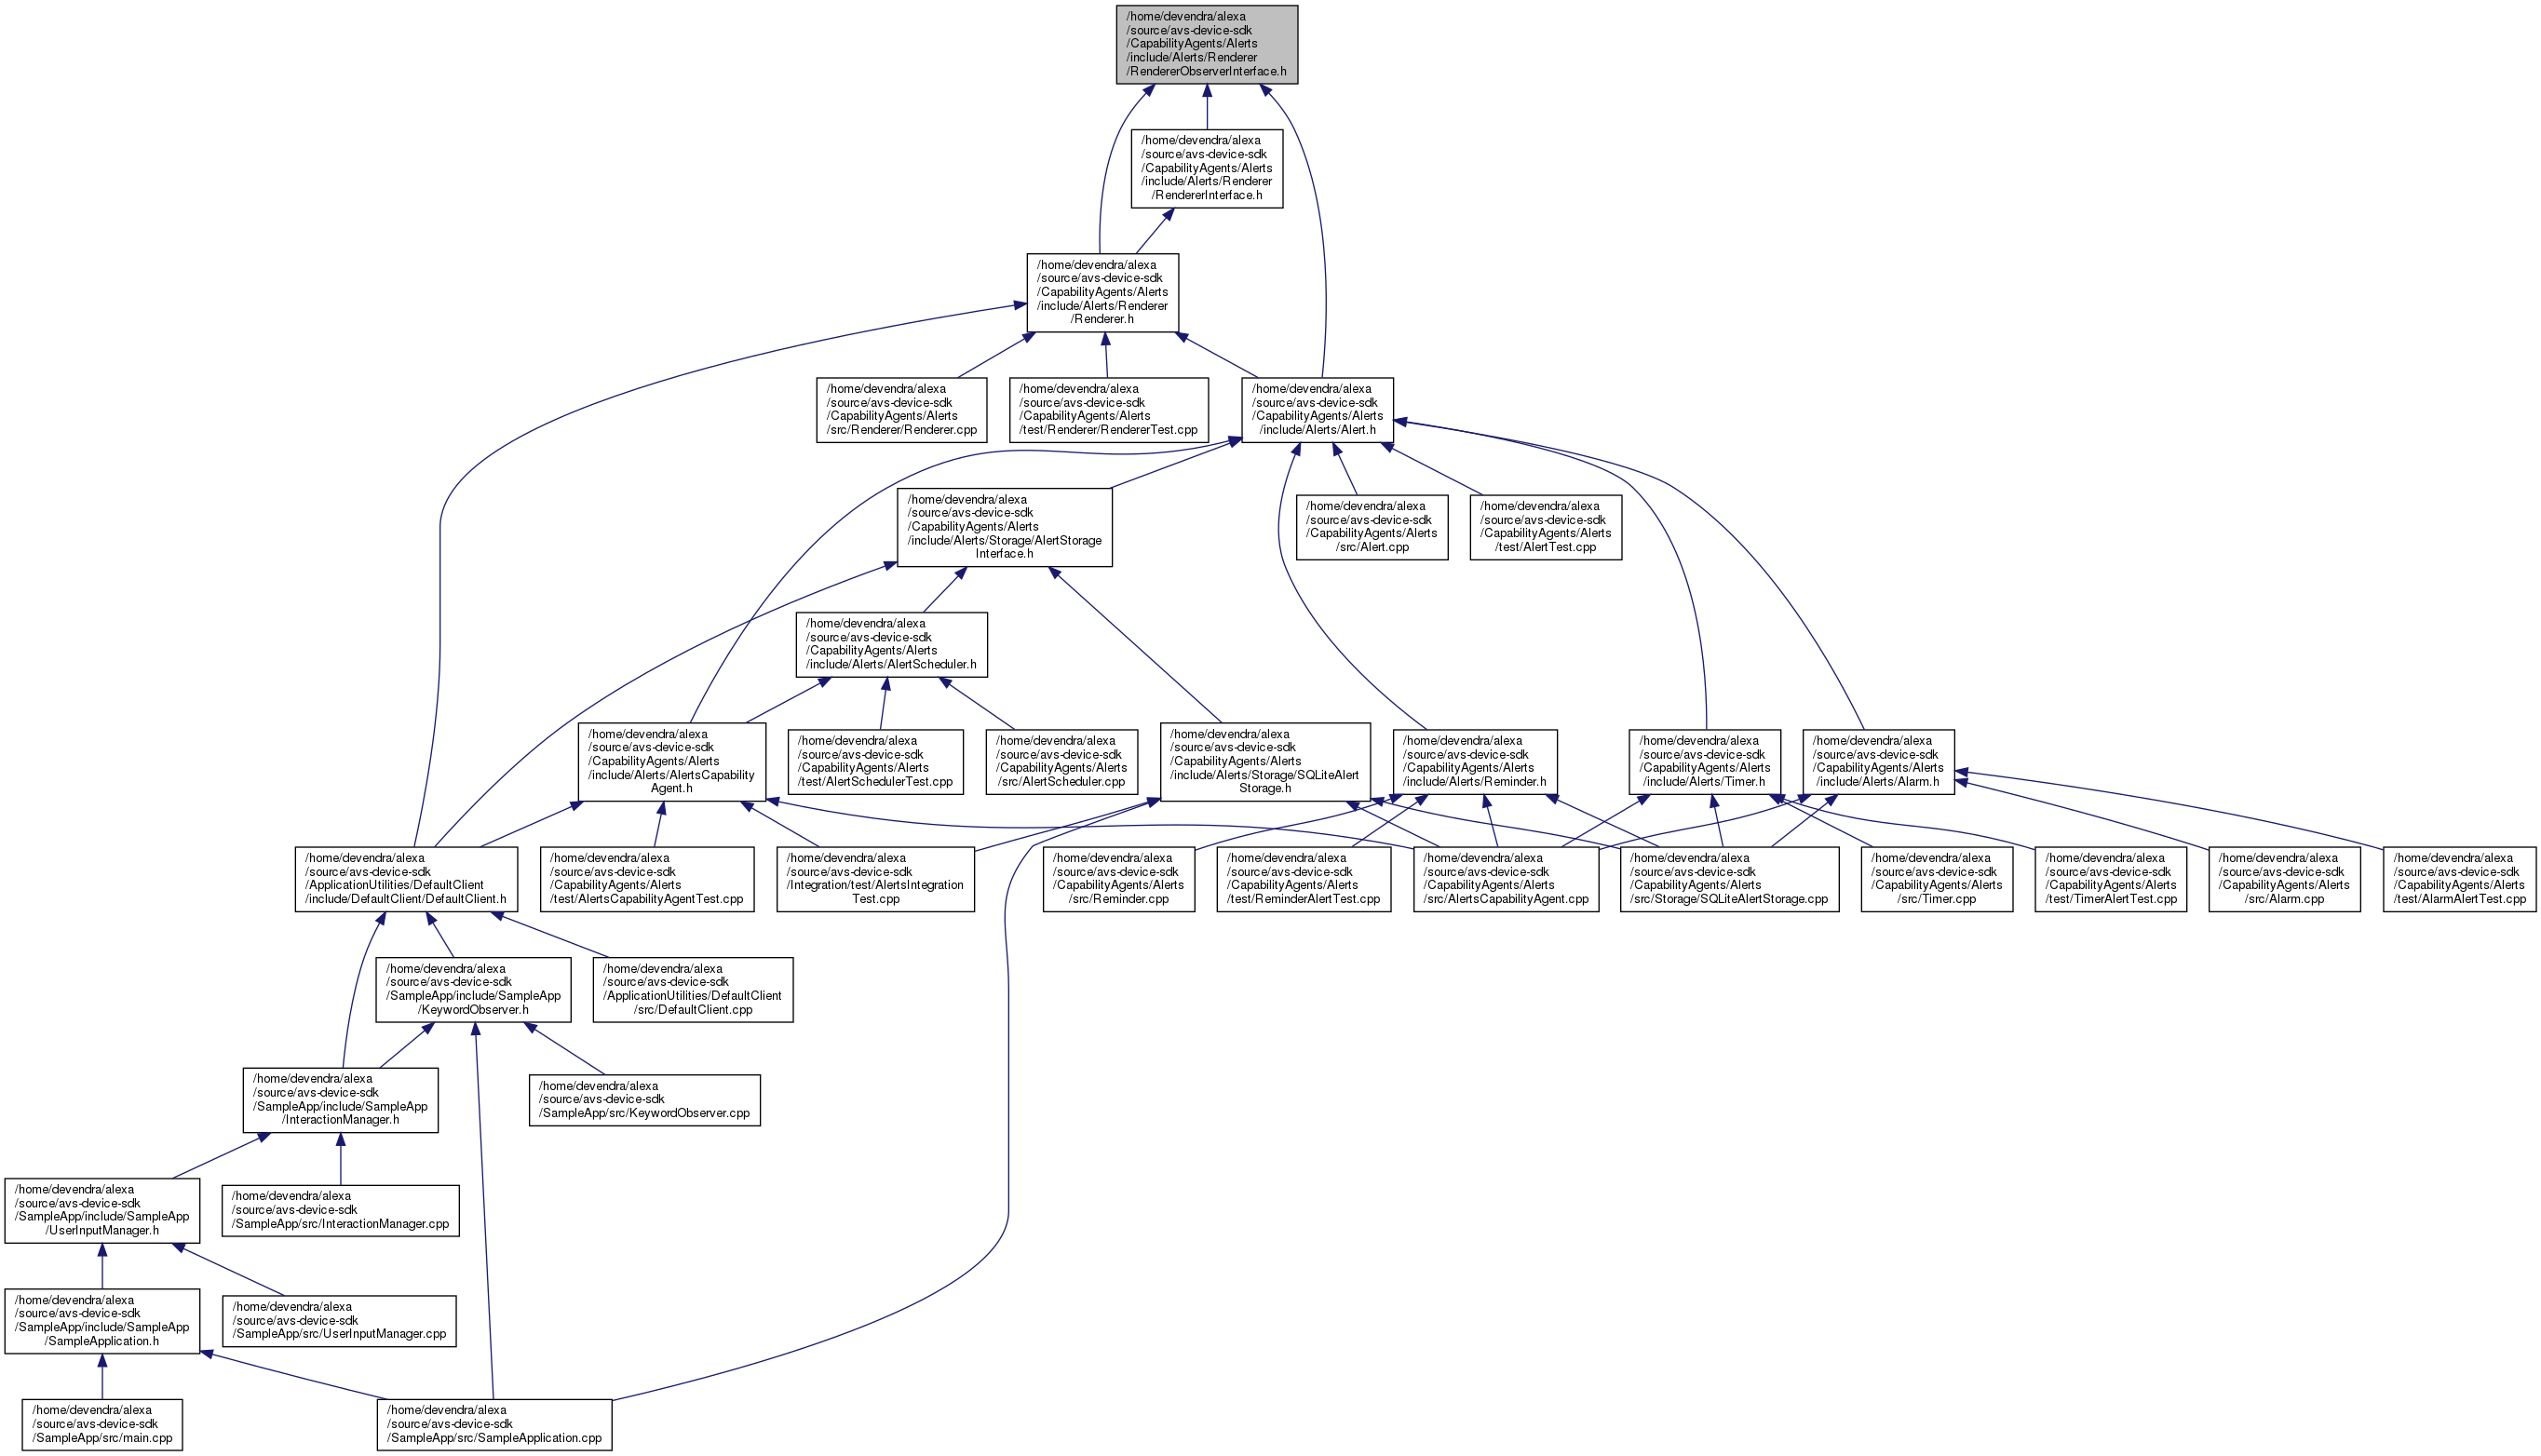 /home/devendra/alexa
/source/avs-device-sdk
/CapabilityAgents/Alerts
/include/Alerts/Renderer
/RendererObserverInterface.h
/home/devendra/alexa
/source/avs-device-sdk
/CapabilityAgents/Alerts
/include/Alerts/Renderer
/RendererInterface.h
/home/devendra/alexa
/source/avs-device-sdk
/CapabilityAgents/Alerts
/include/Alerts/Renderer
/Renderer.h
/home/devendra/alexa
/source/avs-device-sdk
/CapabilityAgents/Alerts
/src/Renderer/Renderer.cpp
/home/devendra/alexa
/source/avs-device-sdk
/CapabilityAgents/Alerts
/test/Renderer/RendererTest.cpp
/home/devendra/alexa
/source/avs-device-sdk
/CapabilityAgents/Alerts
/include/Alerts/Alert.h
/home/devendra/alexa
/source/avs-device-sdk
/CapabilityAgents/Alerts
/include/Alerts/Storage/AlertStorage
Interface.h
/home/devendra/alexa
/source/avs-device-sdk
/CapabilityAgents/Alerts
/src/Alert.cpp
/home/devendra/alexa
/source/avs-device-sdk
/CapabilityAgents/Alerts
/test/AlertTest.cpp
/home/devendra/alexa
/source/avs-device-sdk
/CapabilityAgents/Alerts
/include/Alerts/AlertScheduler.h
/home/devendra/alexa
/source/avs-device-sdk
/CapabilityAgents/Alerts
/include/Alerts/AlertsCapability
Agent.h
/home/devendra/alexa
/source/avs-device-sdk
/CapabilityAgents/Alerts
/test/AlertSchedulerTest.cpp
/home/devendra/alexa
/source/avs-device-sdk
/CapabilityAgents/Alerts
/src/AlertScheduler.cpp
/home/devendra/alexa
/source/avs-device-sdk
/CapabilityAgents/Alerts
/include/Alerts/Storage/SQLiteAlert
Storage.h
/home/devendra/alexa
/source/avs-device-sdk
/CapabilityAgents/Alerts
/include/Alerts/Reminder.h
/home/devendra/alexa
/source/avs-device-sdk
/CapabilityAgents/Alerts
/include/Alerts/Timer.h
/home/devendra/alexa
/source/avs-device-sdk
/CapabilityAgents/Alerts
/include/Alerts/Alarm.h
/home/devendra/alexa
/source/avs-device-sdk
/ApplicationUtilities/DefaultClient
/include/DefaultClient/DefaultClient.h
/home/devendra/alexa
/source/avs-device-sdk
/CapabilityAgents/Alerts
/test/AlertsCapabilityAgentTest.cpp
/home/devendra/alexa
/source/avs-device-sdk
/Integration/test/AlertsIntegration
Test.cpp
/home/devendra/alexa
/source/avs-device-sdk
/CapabilityAgents/Alerts
/src/Reminder.cpp
/home/devendra/alexa
/source/avs-device-sdk
/CapabilityAgents/Alerts
/test/ReminderAlertTest.cpp
/home/devendra/alexa
/source/avs-device-sdk
/CapabilityAgents/Alerts
/src/AlertsCapabilityAgent.cpp
/home/devendra/alexa
/source/avs-device-sdk
/CapabilityAgents/Alerts
/src/Storage/SQLiteAlertStorage.cpp
/home/devendra/alexa
/source/avs-device-sdk
/CapabilityAgents/Alerts
/src/Timer.cpp
/home/devendra/alexa
/source/avs-device-sdk
/CapabilityAgents/Alerts
/test/TimerAlertTest.cpp
/home/devendra/alexa
/source/avs-device-sdk
/CapabilityAgents/Alerts
/src/Alarm.cpp
/home/devendra/alexa
/source/avs-device-sdk
/CapabilityAgents/Alerts
/test/AlarmAlertTest.cpp
/home/devendra/alexa
/source/avs-device-sdk
/SampleApp/include/SampleApp
/KeywordObserver.h
/home/devendra/alexa
/source/avs-device-sdk
/ApplicationUtilities/DefaultClient
/src/DefaultClient.cpp
/home/devendra/alexa
/source/avs-device-sdk
/SampleApp/include/SampleApp
/InteractionManager.h
/home/devendra/alexa
/source/avs-device-sdk
/SampleApp/src/KeywordObserver.cpp
/home/devendra/alexa
/source/avs-device-sdk
/SampleApp/include/SampleApp
/UserInputManager.h
/home/devendra/alexa
/source/avs-device-sdk
/SampleApp/src/InteractionManager.cpp
/home/devendra/alexa
/source/avs-device-sdk
/SampleApp/include/SampleApp
/SampleApplication.h
/home/devendra/alexa
/source/avs-device-sdk
/SampleApp/src/UserInputManager.cpp
/home/devendra/alexa
/source/avs-device-sdk
/SampleApp/src/main.cpp
/home/devendra/alexa
/source/avs-device-sdk
/SampleApp/src/SampleApplication.cpp